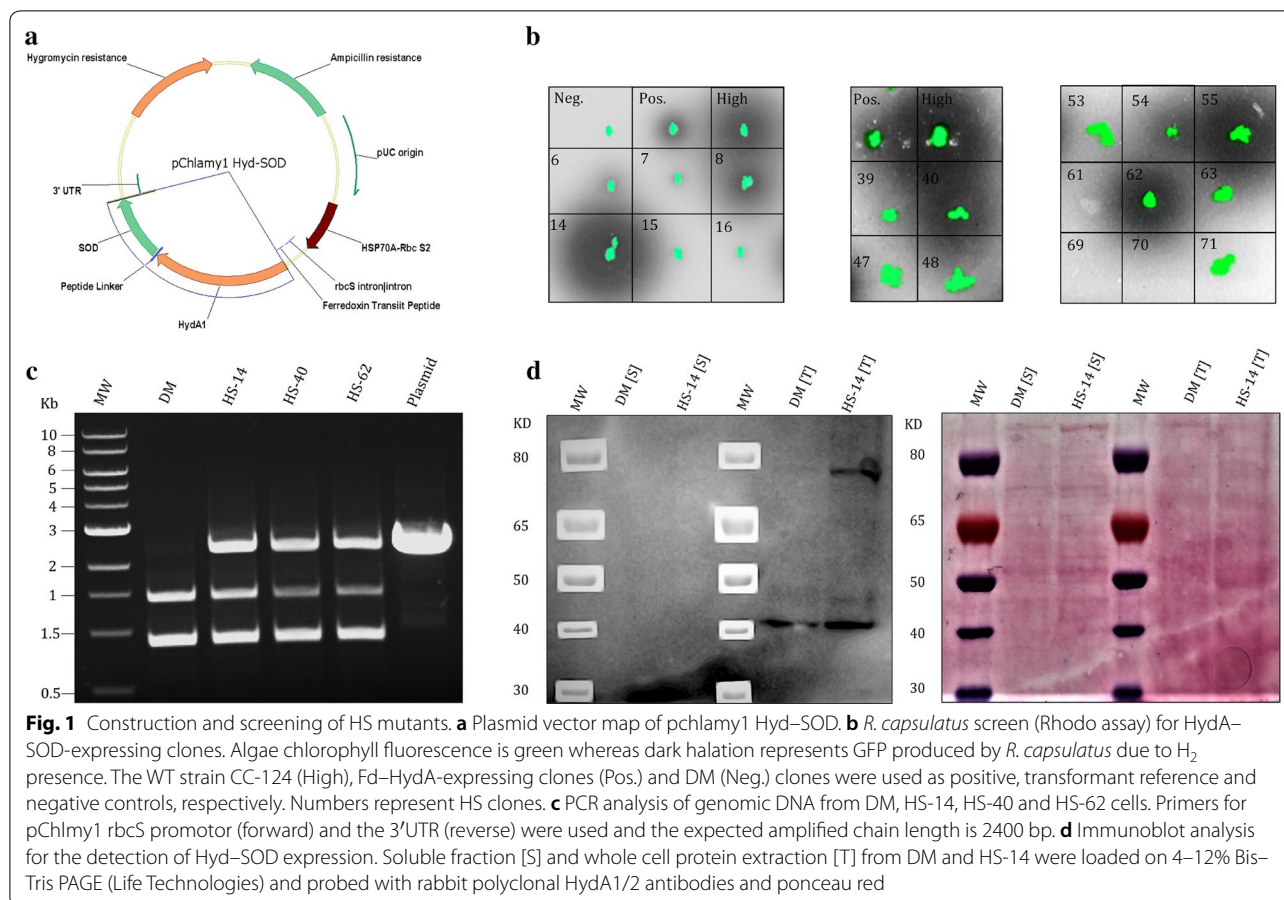 a
Hygromycin resistance
Ampicillin resistance
pUC origin
pChlamy1 Hyd-SOD
3' UTR
SOD
HSP70A-Rbc S2
Peptide Linker
rbcS intron|intron
Ferredoxin Transiit Peptide
HydA1
b
Neg. Pos. High
6 7 8
14 15 16
Pos. High
39 40
47 48
53 54 55
61 62 63
69 70 71
c
MW DM HS-14 HS-40 HS-62 Plasmid
Kb
10
8
6
5
4
3
2
1
1.5
0.5
d
MW DM [S] HS-14 [S] MW DM [T] HS-14 [T]
KD
80
65
50
40
30
MW DM [S] HS-14 [S] MW DM [T] HS-14 [T]
KD
80
65
50
40
30
Fig. 1 Construction and screening of HS mutants. a Plasmid vector map of pchlamy1 Hyd–SOD. b R. capsulatus screen (Rhodo assay) for HydA–
SOD-expressing clones. Algae chlorophyll fluorescence is green whereas dark halation represents GFP produced by R. capsulatus due to H₂
presence. The WT strain CC-124 (High), Fd–HydA-expressing clones (Pos.) and DM (Neg.) clones were used as positive, transformant reference and
negative controls, respectively. Numbers represent HS clones. c PCR analysis of genomic DNA from DM, HS-14, HS-40 and HS-62 cells. Primers for
pChlmy1 rbcS promotor (forward) and the 3′UTR (reverse) were used and the expected amplified chain length is 2400 bp. d Immunoblot analysis
for the detection of Hyd–SOD expression. Soluble fraction [S] and whole cell protein extraction [T] from DM and HS-14 were loaded on 4–12% Bis–
Tris PAGE (Life Technologies) and probed with rabbit polyclonal HydA1/2 antibodies and ponceau red